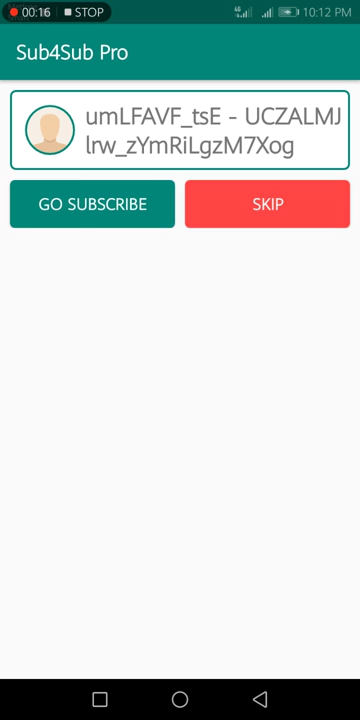 00:16 STOP 10:12 PM
Sub4Sub Pro
umLFAVF_tsE - UCZALMJ
lrw_zYmRiLgzM7Xog
GO SUBSCRIBE SKIP